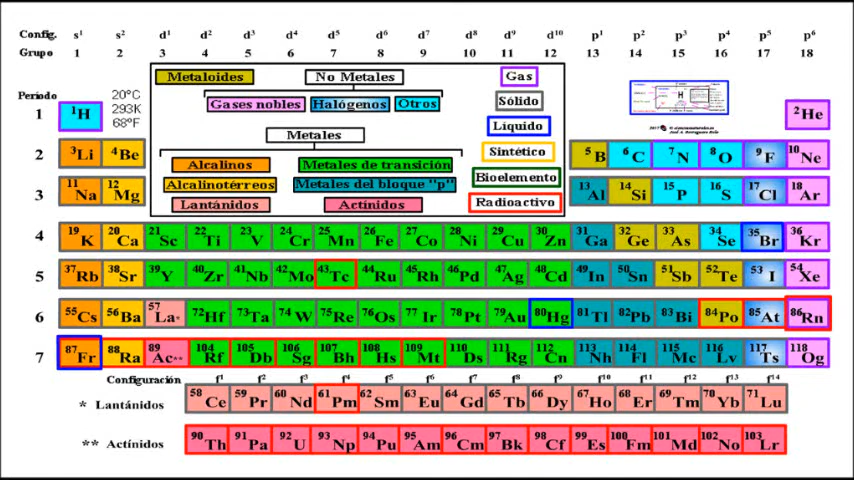 Config. s¹ s² d¹ d² d³ d⁴ d⁵ d⁶ d⁷ d⁸ d⁹ d¹⁰ p¹ p² p³ p⁴ p⁵ p⁶
Grupo 1 2 3 4 5 6 7 8 9 10 11 12 13 14 15 16 17 18
Metaloides No Metales Gas
Período 20°C Gases nobles Halógenos Otros Sólido
293K
68°F
Metales Líquido
Alcalinos Metales de transición Sintético
Alcalinotérreos Metales del bloque "p" Bioelemento
Lantánidos Actínidos Radioactivo
1 ¹H ²He
2 ³Li ⁴Be ⁵B ⁶C ⁷N ⁸O ⁹F ¹⁰Ne
3 ¹¹Na ¹²Mg ¹³Al ¹⁴Si ¹⁵P ¹⁶S ¹⁷Cl ¹⁸Ar
4 ¹⁹K ²⁰Ca ²¹Sc ²²Ti ²³V ²⁴Cr ²⁵Mn ²⁶Fe ²⁷Co ²⁸Ni ²⁹Cu ³⁰Zn ³¹Ga ³²Ge ³³As ³⁴Se ³⁵Br ³⁶Kr
5 ³⁷Rb ³⁸Sr ³⁹Y ⁴⁰Zr ⁴¹Nb ⁴²Mo ⁴³Tc ⁴⁴Ru ⁴⁵Rh ⁴⁶Pd ⁴⁷Ag ⁴⁸Cd ⁴⁹In ⁵⁰Sn ⁵¹Sb ⁵²Te ⁵³I ⁵⁴Xe
6 ⁵⁵Cs ⁵⁶Ba ⁵⁷La* ⁷²Hf ⁷³Ta ⁷⁴W ⁷⁵Re ⁷⁶Os ⁷⁷Ir ⁷⁸Pt ⁷⁹Au ⁸⁰Hg ⁸¹Tl ⁸²Pb ⁸³Bi ⁸⁴Po ⁸⁵At ⁸⁶Rn
7 ⁸⁷Fr ⁸⁸Ra ⁸⁹Ac** ¹⁰⁴Rf ¹⁰⁵Db ¹⁰⁶Sg ¹⁰⁷Bh ¹⁰⁸Hs ¹⁰⁹Mt ¹¹⁰Ds ¹¹¹Rg ¹¹²Cn ¹¹³Nh ¹¹⁴Fl ¹¹⁵Mc ¹¹⁶Lv ¹¹⁷Ts ¹¹⁸Og
Configuración f¹ f² f³ f⁴ f⁵ f⁶ f⁷ f⁸ f⁹ f¹⁰ f¹¹ f¹² f¹³ f¹⁴
* Lantánidos ⁵⁸Ce ⁵⁹Pr ⁶⁰Nd ⁶¹Pm ⁶²Sm ⁶³Eu ⁶⁴Gd ⁶⁵Tb ⁶⁶Dy ⁶⁷Ho ⁶⁸Er ⁶⁹Tm ⁷⁰Yb ⁷¹Lu
** Actínidos ⁹⁰Th ⁹¹Pa ⁹²U ⁹³Np ⁹⁴Pu ⁹⁵Am ⁹⁶Cm ⁹⁷Bk ⁹⁸Cf ⁹⁹Es ¹⁰⁰Fm ¹⁰¹Md ¹⁰²No ¹⁰³Lr